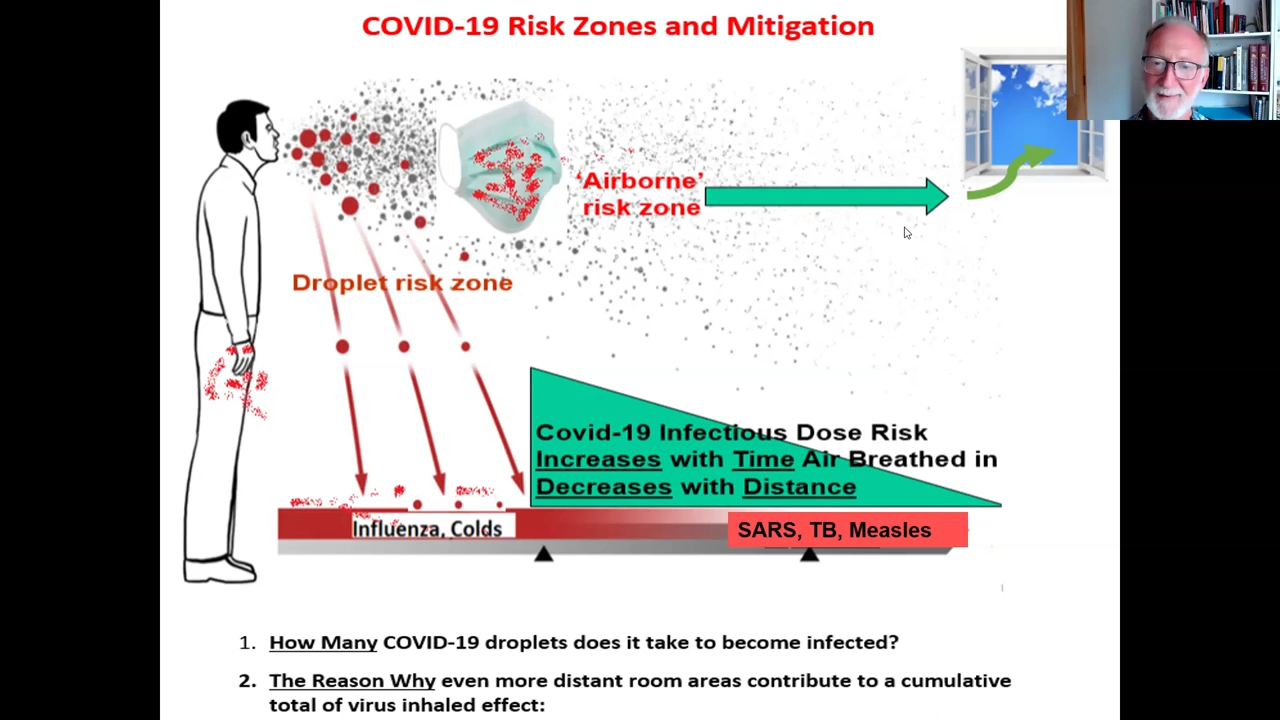 COVID-19 Risk Zones and Mitigation
'Airborne'
risk zone
Droplet risk zone
Covid-19 Infectious Dose Risk
Increases with Time Air Breathed in
Decreases with Distance
Influenza, Colds
SARS, TB, Measles
1. How Many COVID-19 droplets does it take to become infected?
2. The Reason Why even more distant room areas contribute to a cumulative
total of virus inhaled effect: